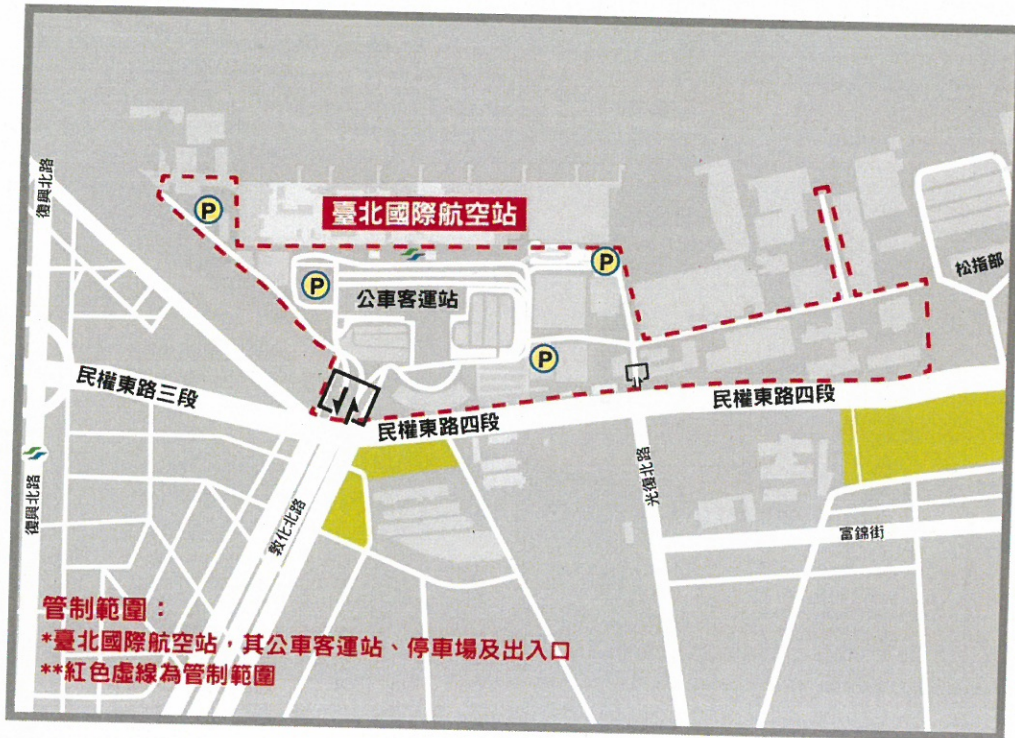 復興北路
P
臺北國際航空站
P
P
公車客運站
松指部
P
民權東路三段
民權東路四段
民權東路四段
復興北路
敦化北路
光復北路
富錦街
管制範圍：
*臺北國際航空站，其公車客運站、停車場及出入口
**紅色虛線為管制範圍